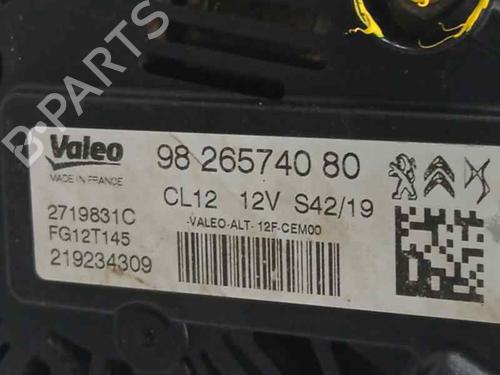 Valeo
MADE IN FRANCE
98 265740 80
CL12 12V S42/19
-VALEO-ALT-12F-CEM00
2719831C
FG12T145
219234309
B-PARTS